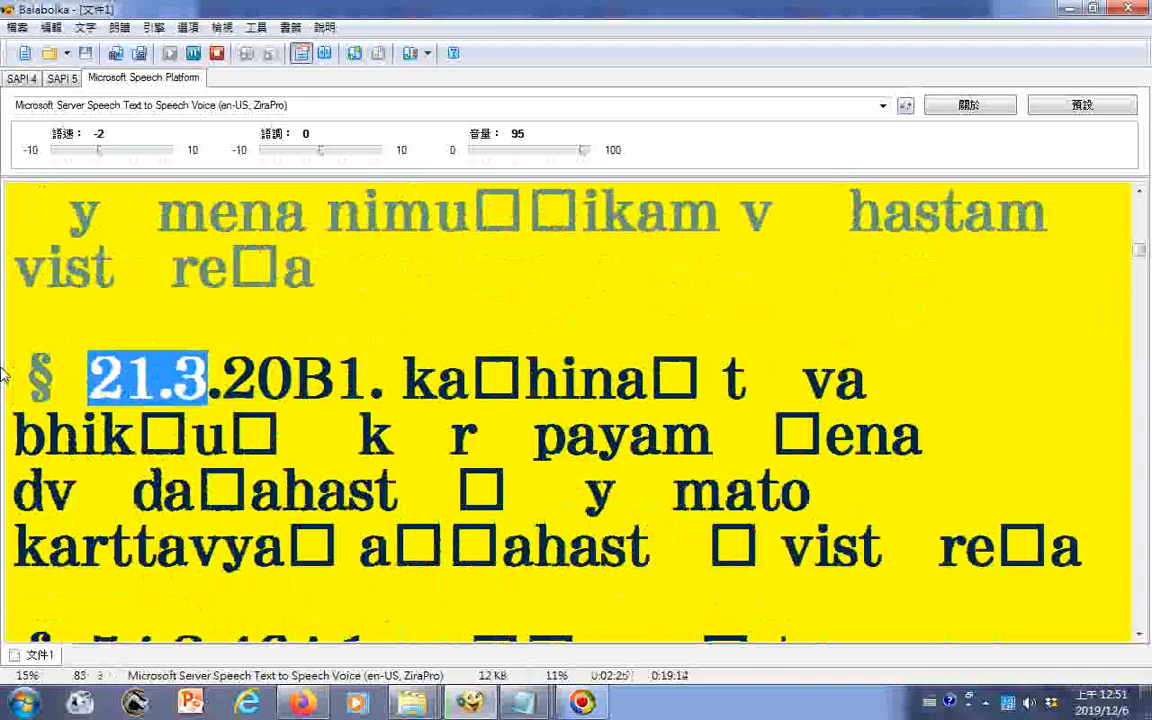 Balabolka - [文件1]
檔案 編輯 文字 朗讀 引擎 選項 檢視 工具 書籤 說明
SAPI 4 SAPI 5 Microsoft Speech Platform
Microsoft Server Speech Text to Speech Voice (en-US, ZiraPro)
關於 預設
語速： -2 語調： 0 音量： 95
-10 10 -10 10 0 100
y mena nimu□□ikam v hastam
vist re□a
§ 21.3.20B1. ka□hina□ t va
bhik□u□ k r payam □ena
dv da□ahast □ y mato
karttavya□ a□□ahast □ vist re□a
文件1
15% 85 3 Microsoft Server Speech Text to Speech Voice (en-US, ZiraPro) 12 KB 11% 0:19:12
上午 12:51
2019/12/6